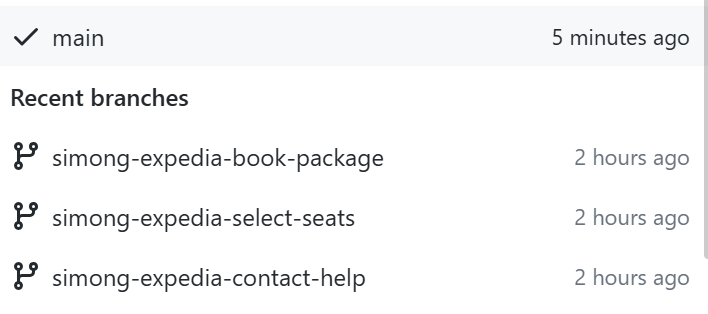 main 5 minutes ago
Recent branches
simong-expedia-book-package 2 hours ago
simong-expedia-select-seats 2 hours ago
simong-expedia-contact-help 2 hours ago